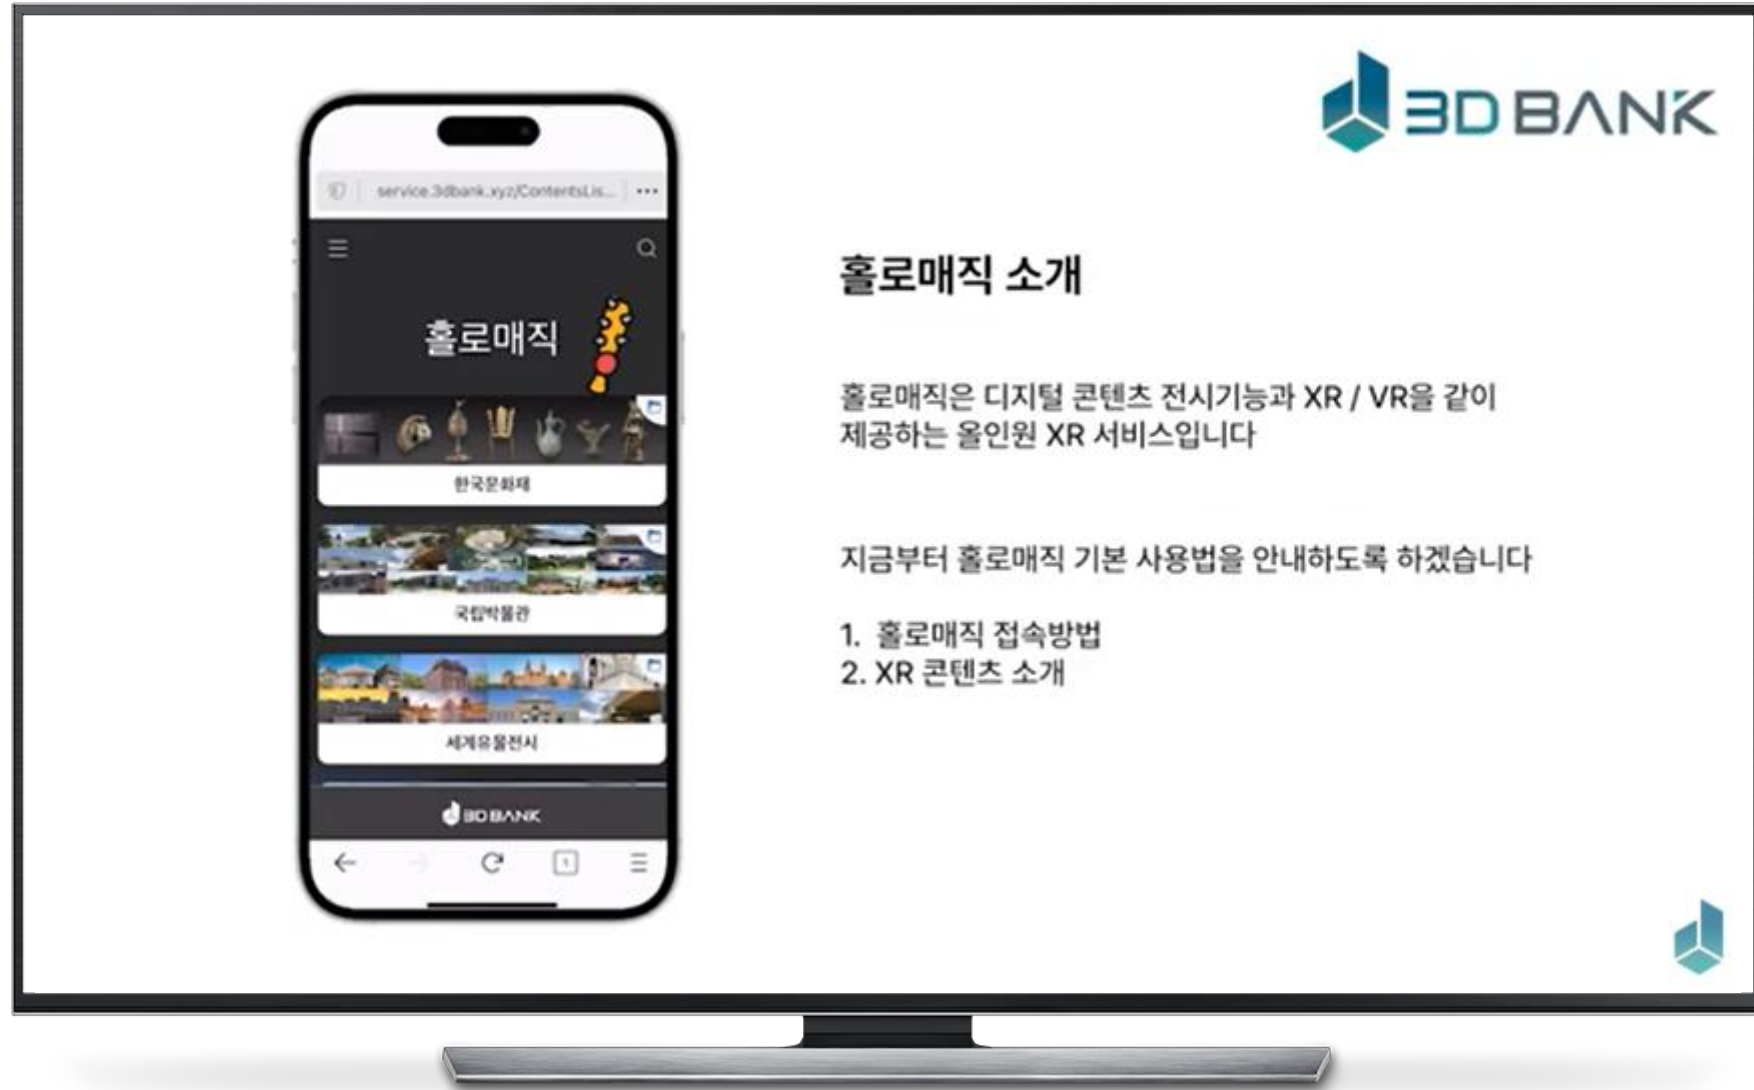 3D BANK
service.3dbank.xyz/ContentsLis...
홀로매직
한국문화재
국립박물관
세계유물전시
3D BANK
1
홀로매직 소개
홀로매직은 디지털 콘텐츠 전시기능과 XR / VR을 같이
제공하는 올인원 XR 서비스입니다
지금부터 홀로매직 기본 사용법을 안내하도록 하겠습니다
1. 홀로매직 접속방법
2. XR 콘텐츠 소개